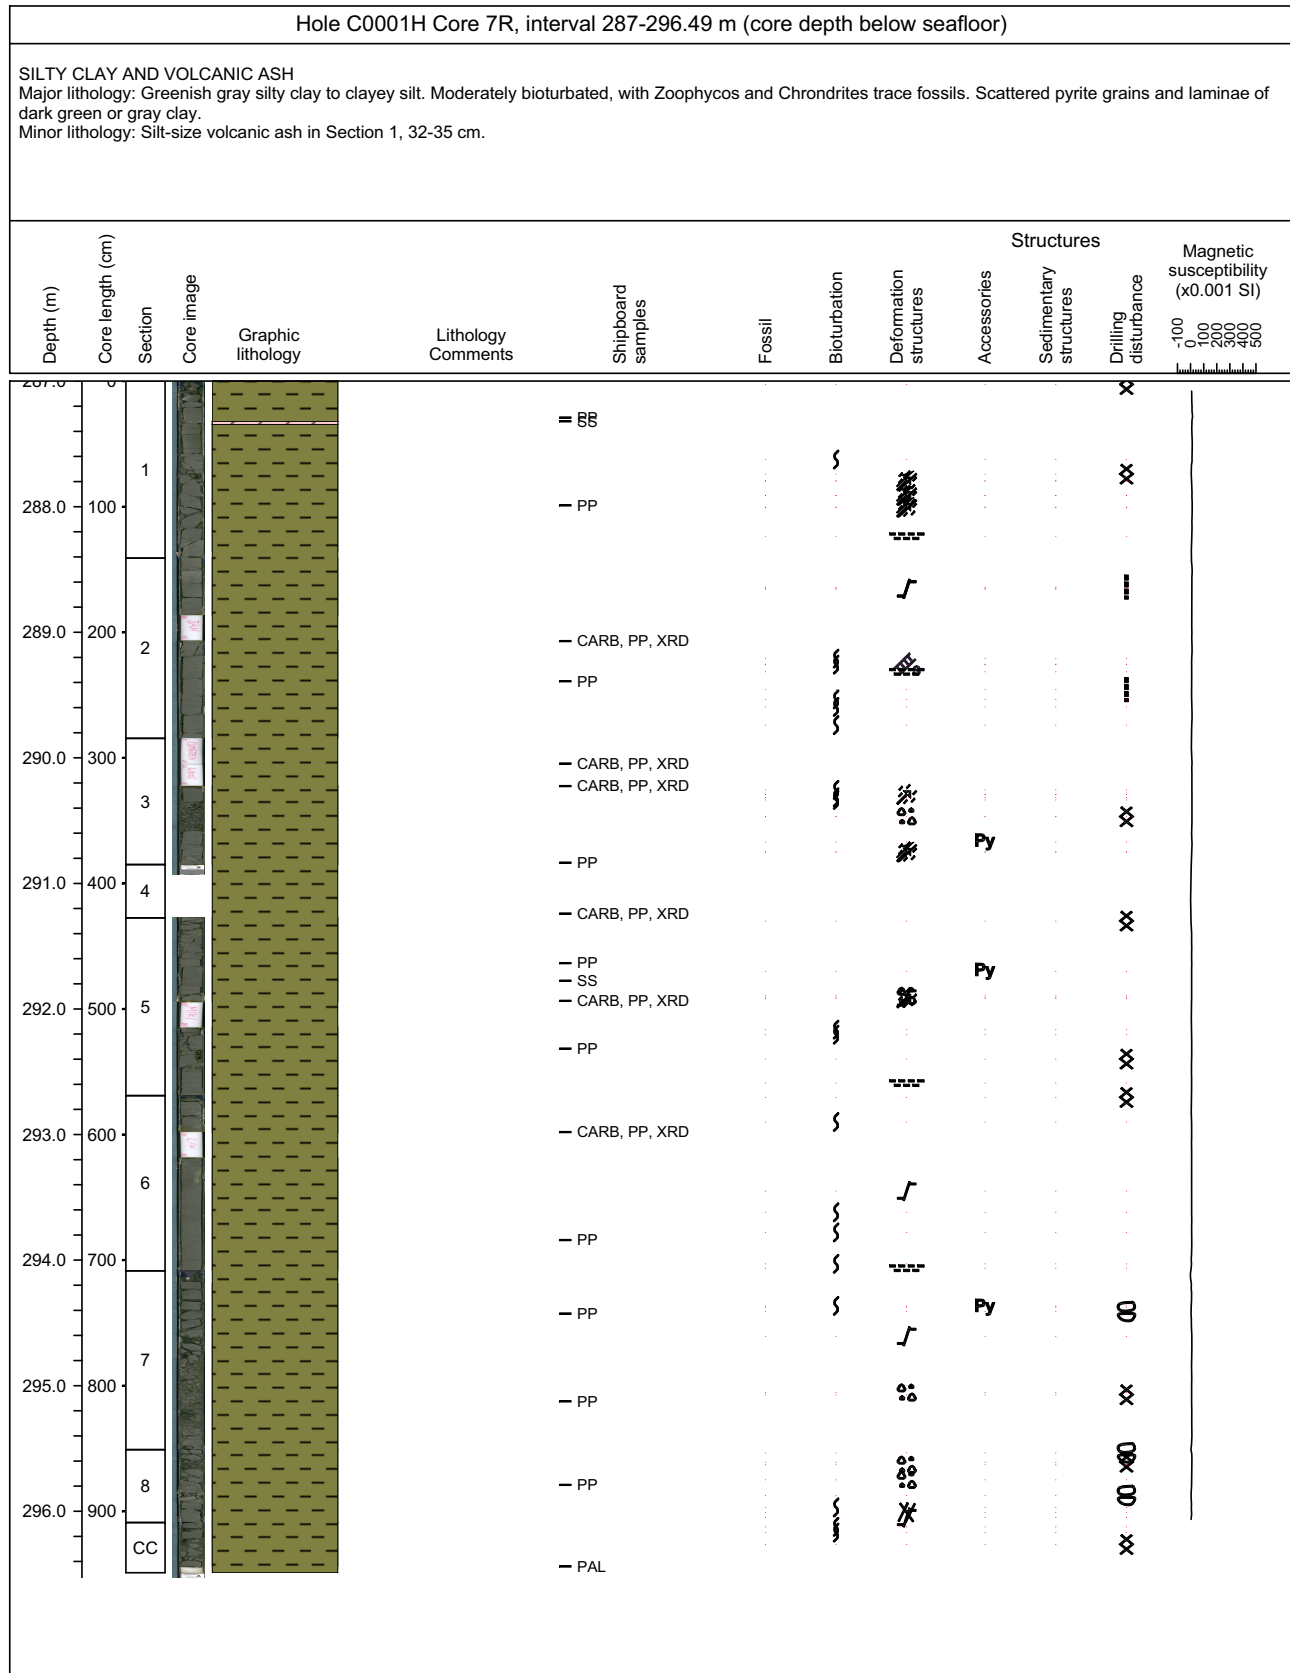 Hole C0001H Core 7R, interval 287-296.49 m (core depth below seafloor)
SILTY CLAY AND VOLCANIC ASH
Major lithology: Greenish gray silty clay to clayey silt. Moderately bioturbated, with Zoophycos and Chrondrites trace fossils. Scattered pyrite grains and laminae of
dark green or gray clay.
Minor lithology: Silt-size volcanic ash in Section 1, 32-35 cm.
Depth (m)
Core length (cm)
Section
Core image
Graphic
lithology
Lithology
Comments
Shipboard
samples
Fossil
Bioturbation
Structures
Deformation
structures
Accessories
Sedimentary
structures
Drilling
disturbance
Magnetic
susceptibility
(x0.001 SI)
-100
0
100
200
300
400
500
287.0 0
PP
SS
1
288.0 100 PP
289.0 200
CARB, PP, XRD
2
PP
290.0 300
CARB, PP, XRD
CARB, PP, XRD
3
Py
PP
291.0 400
4
CARB, PP, XRD
PP
Py
SS
CARB, PP, XRD
292.0 500
5
PP
293.0 600
CARB, PP, XRD
6
PP
294.0 700
Py
PP
7
295.0 800
PP
8
PP
296.0 900
CC
PAL